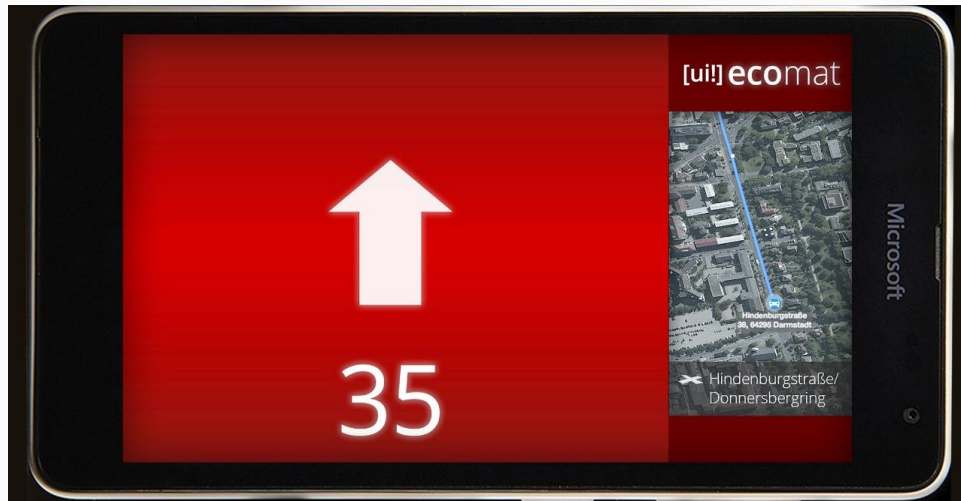 [ui!] ecomat
35
Hindenburgstraße
38, 64295 Darmstadt
Hindenburgstraße/
Donnersbergring
Microsoft